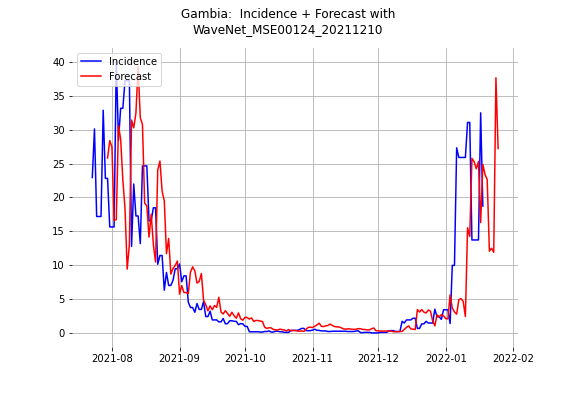 Gambia:  Incidence + Forecast with
WaveNet_MSE00124_20211210
Incidence
Forecast
40
35
30
25
20
15
10
5
0
2021-08 2021-09 2021-10 2021-11 2021-12 2022-01 2022-02